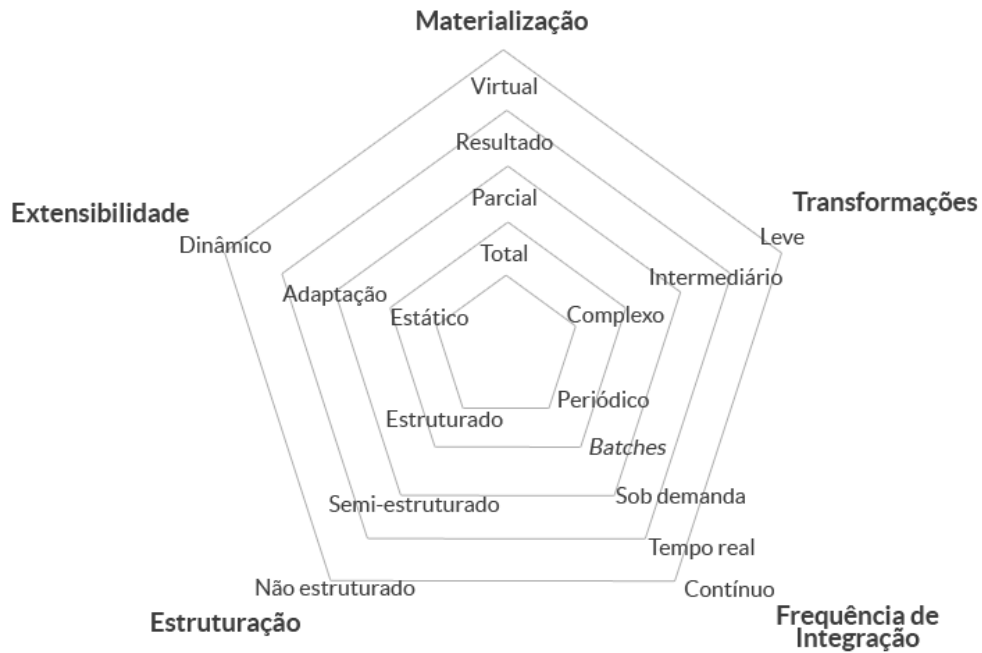 Materialização
Virtual
Resultado
Parcial
Total
Extensibilidade
Dinâmico
Adaptação
Estático
Transformações
Leve
Intermediário
Complexo
Estruturado
Semi-estruturado
Não estruturado
Estruturação
Periódico
Batches
Sob demanda
Tempo real
Contínuo
Frequência de
Integração